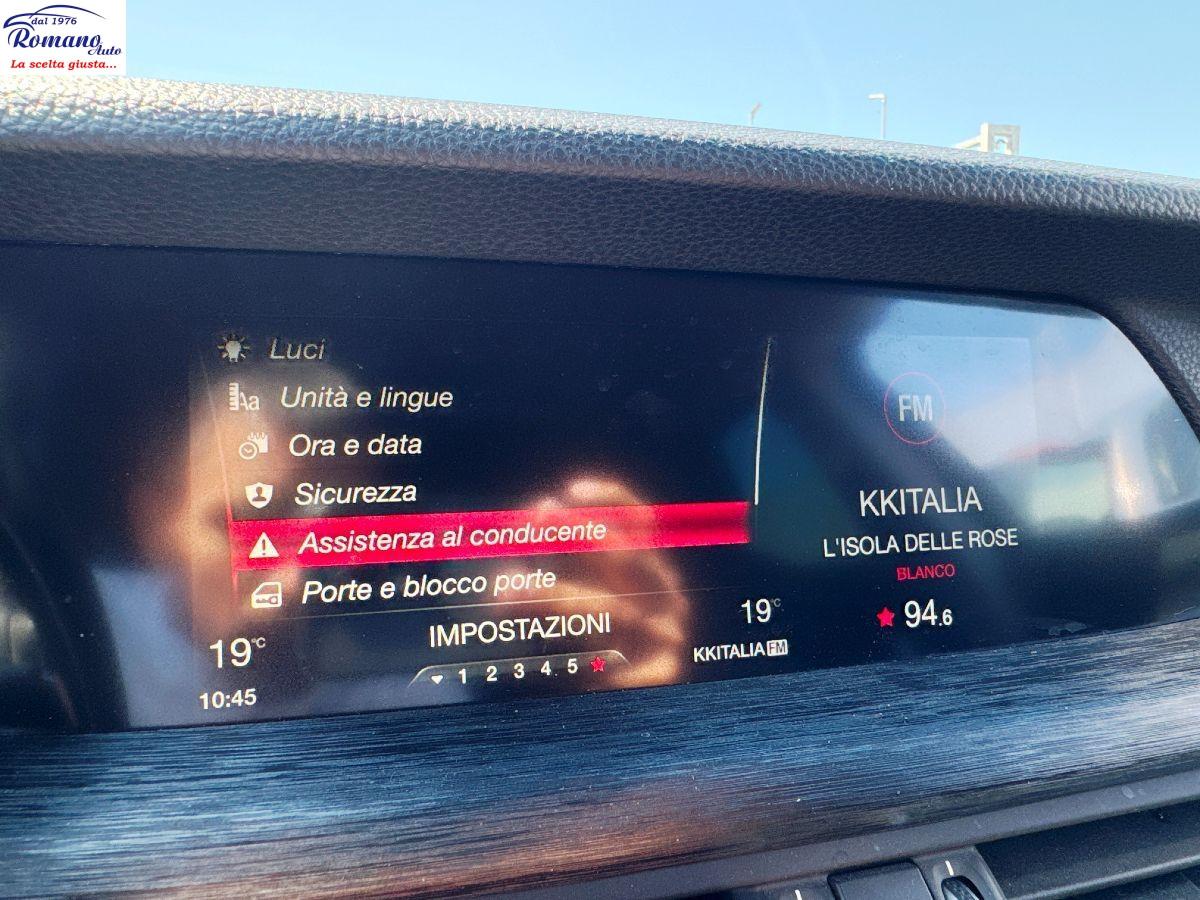 dal 1976
Romano
Auto
La scelta giusta...
Luci
Unità e lingue
Ora e data
Sicurezza
Assistenza al conducente
Porte e blocco porte
IMPOSTAZIONI
19°C
10:45
1 2 3 4 5
19°C
KKITALIA FM
FM
KKITALIA
L'ISOLA DELLE ROSE
BLANCO
94.6